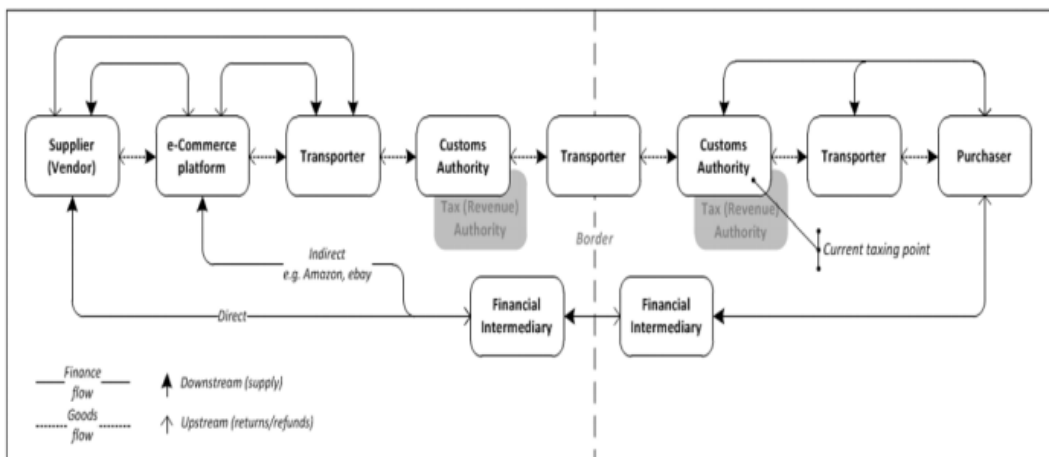 Supplier
(Vendor)
e-Commerce
platform
Transporter
Customs
Authority
Tax (Revenue)
Authority
Transporter
Border
Customs
Authority
Tax (Revenue)
Authority
Transporter
Purchaser
Current taxing point
Indirect
e.g. Amazon, ebay
Direct
Financial
Intermediary
Financial
Intermediary
Finance
flow
Downstream (supply)
Goods
flow
Upstream (returns/refunds)